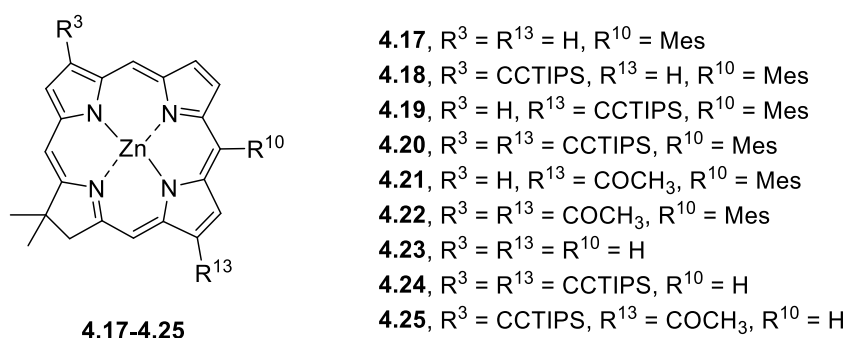 R³
N
N
Zn
R¹⁰
N
N
R¹³
4.17-4.25
4.17, R³ = R¹³ = H, R¹⁰ = Mes
4.18, R³ = CCTIPS, R¹³ = H, R¹⁰ = Mes
4.19, R³ = H, R¹³ = CCTIPS, R¹⁰ = Mes
4.20, R³ = R¹³ = CCTIPS, R¹⁰ = Mes
4.21, R³ = H, R¹³ = COCH₃, R¹⁰ = Mes
4.22, R³ = R¹³ = COCH₃, R¹⁰ = Mes
4.23, R³ = R¹³ = R¹⁰ = H
4.24, R³ = R¹³ = CCTIPS, R¹⁰ = H
4.25, R³ = CCTIPS, R¹³ = COCH₃, R¹⁰ = H